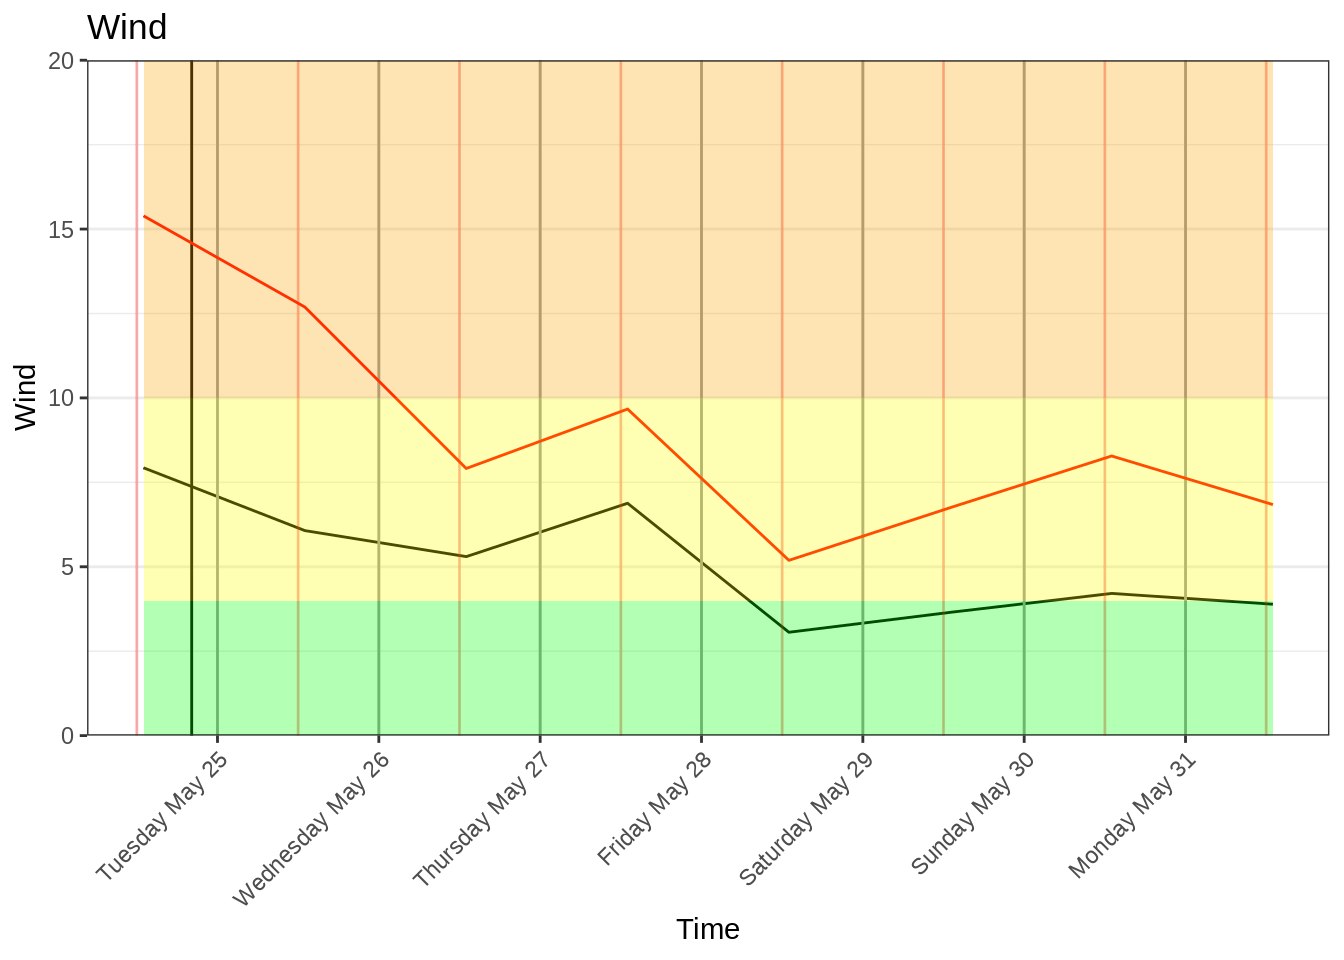 Wind
Wind
20
15
10
5
0
Tuesday May 25
Wednesday May 26
Thursday May 27
Friday May 28
Saturday May 29
Sunday May 30
Monday May 31
Time